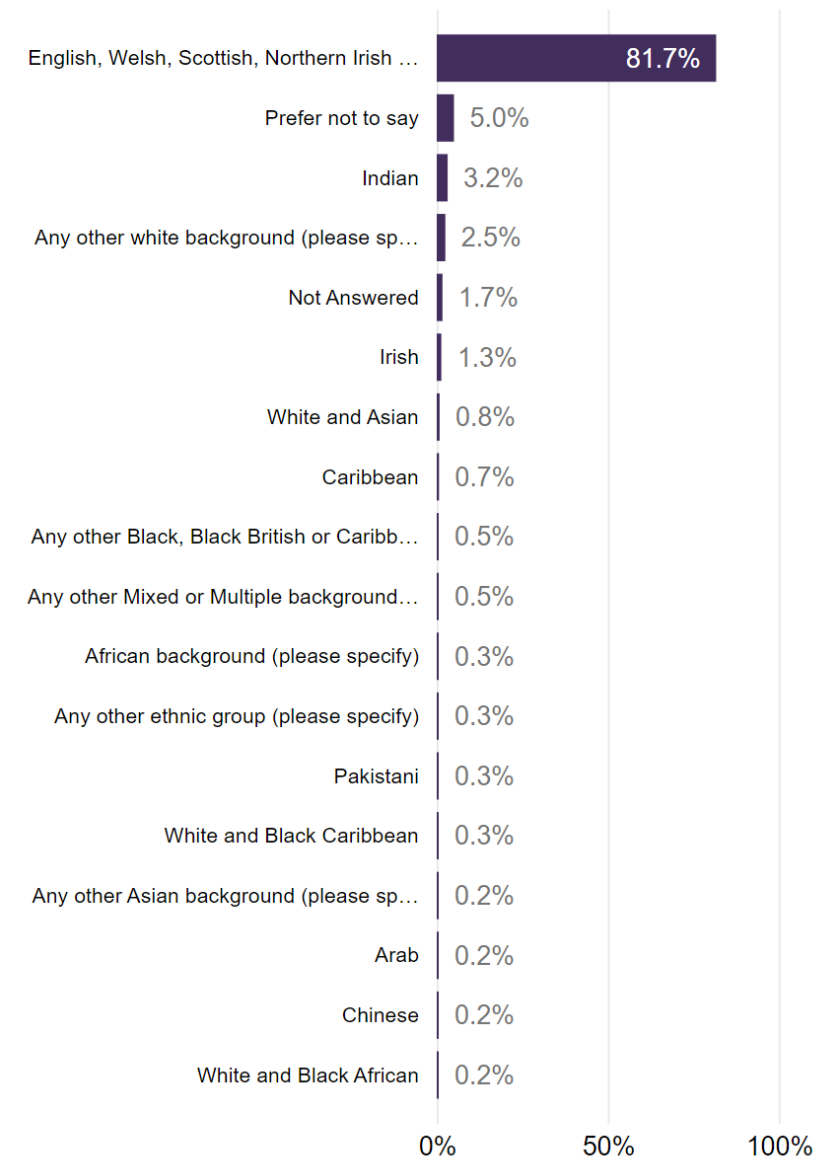 English, Welsh, Scottish, Northern Irish … 81.7%
Prefer not to say 5.0%
Indian 3.2%
Any other white background (please sp… 2.5%
Not Answered 1.7%
Irish 1.3%
White and Asian 0.8%
Caribbean 0.7%
Any other Black, Black British or Caribb… 0.5%
Any other Mixed or Multiple background… 0.5%
African background (please specify) 0.3%
Any other ethnic group (please specify) 0.3%
Pakistani 0.3%
White and Black Caribbean 0.3%
Any other Asian background (please sp… 0.2%
Arab 0.2%
Chinese 0.2%
White and Black African 0.2%
0% 50% 100%